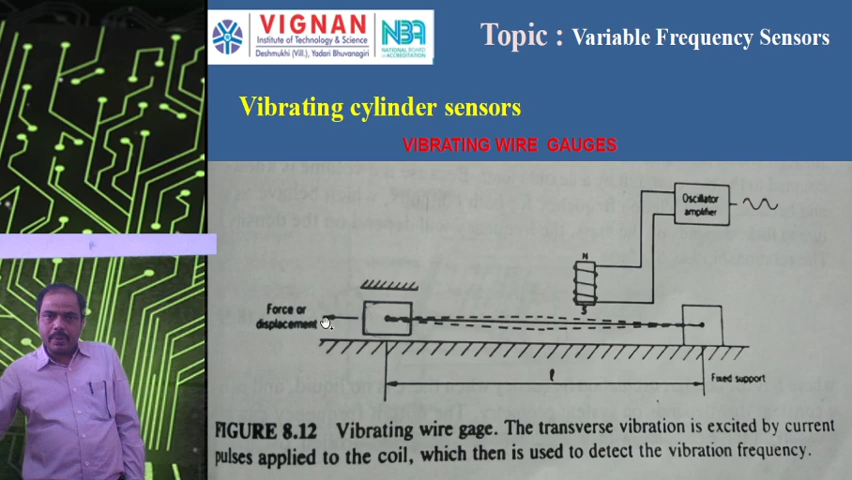 VIGNAN
Institute of Technology & Science
Deshmukhi (Vill.), Yadari Bhuvanagiri
NBA
NATIONAL BOARD
of ACCREDITATION
Topic : Variable Frequency Sensors
Vibrating cylinder sensors
VIBRATING WIRE GAUGES
Oscillator
amplifier
N
S
Force or
displacement
l
Fixed support
FIGURE 8.12 Vibrating wire gage. The transverse vibration is excited by current
pulses applied to the coil, which then is used to detect the vibration frequency.